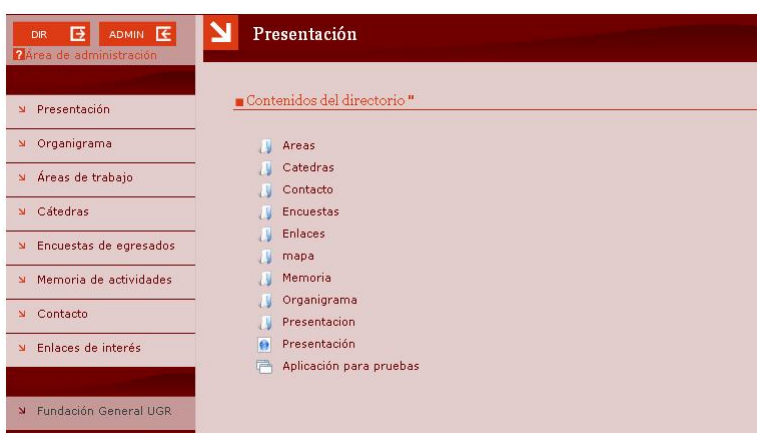 DIR ADMIN
?Área de administración
Presentación
Organigrama
Áreas de trabajo
Cátedras
Encuestas de egresados
Memoria de actividades
Contacto
Enlaces de interés
Fundación General UGR
Presentación
Contenidos del directorio ''
Areas
Catedras
Contacto
Encuestas
Enlaces
mapa
Memoria
Organigrama
Presentacion
Presentación
Aplicación para pruebas